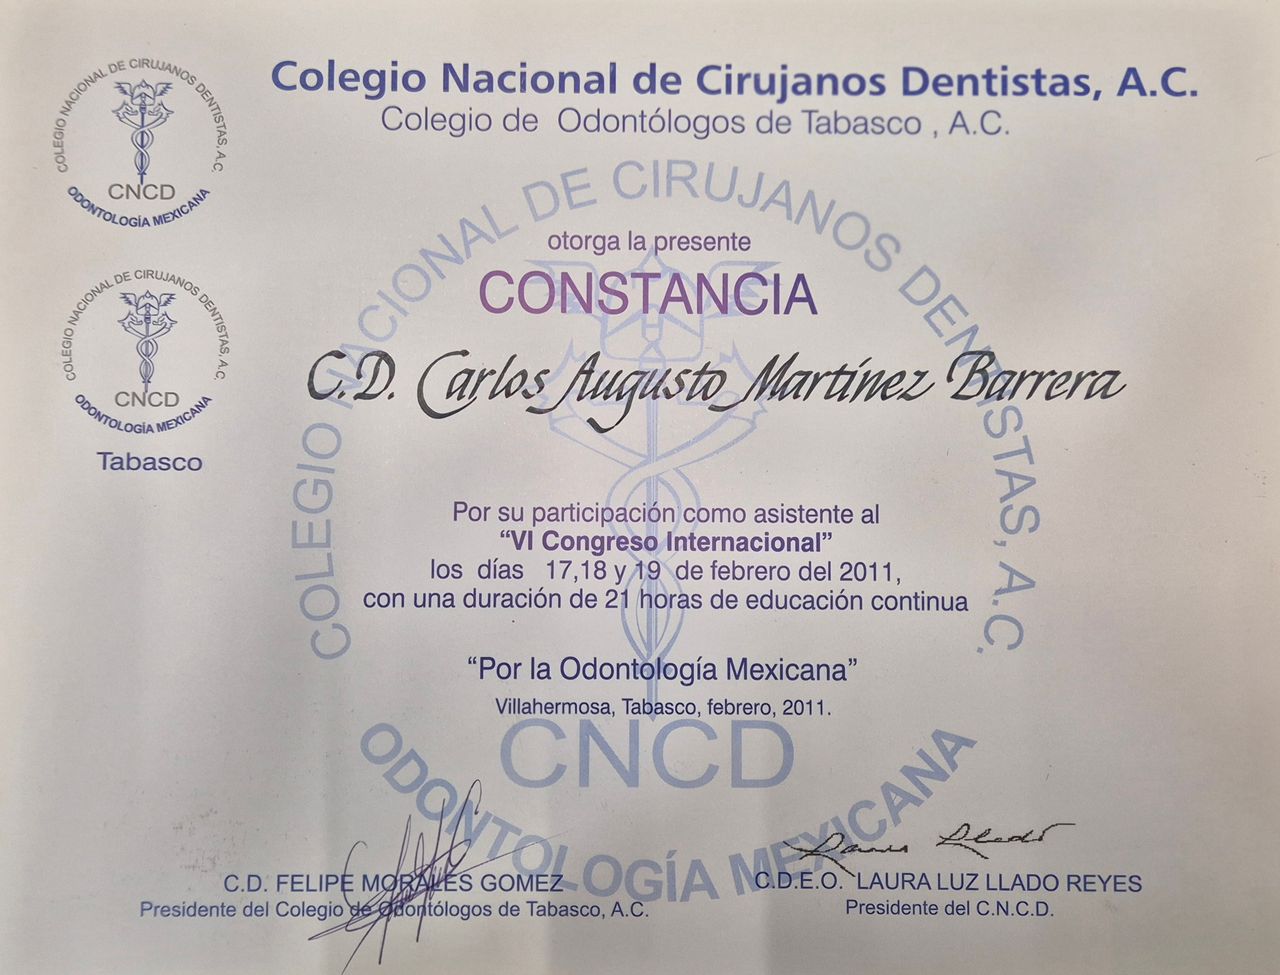 Colegio Nacional de Cirujanos Dentistas, A.C.
Colegio de Odontólogos de Tabasco , A.C.
COLEGIO NACIONAL DE CIRUJANOS DENTISTAS, A.C.
CNCD
ODONTOLOGÍA MEXICANA
COLEGIO NACIONAL DE CIRUJANOS DENTISTAS, A.C.
CNCD
ODONTOLOGÍA MEXICANA
Tabasco
COLEGIO NACIONAL DE CIRUJANOS DENTISTAS, A.C.
CNCD
ODONTOLOGÍA MEXICANA
otorga la presente
CONSTANCIA
C.D. Carlos Augusto Martínez Barrera
Por su participación como asistente al
“VI Congreso Internacional”
los días 17,18 y 19 de febrero del 2011,
con una duración de 21 horas de educación continua
“Por la Odontología Mexicana”
Villahermosa, Tabasco, febrero, 2011.
C.D. FELIPE MORALES GOMEZ
Presidente del Colegio de Odontólogos de Tabasco, A.C.
C.D.E.O. LAURA LUZ LLADO REYES
Presidente del C.N.C.D.